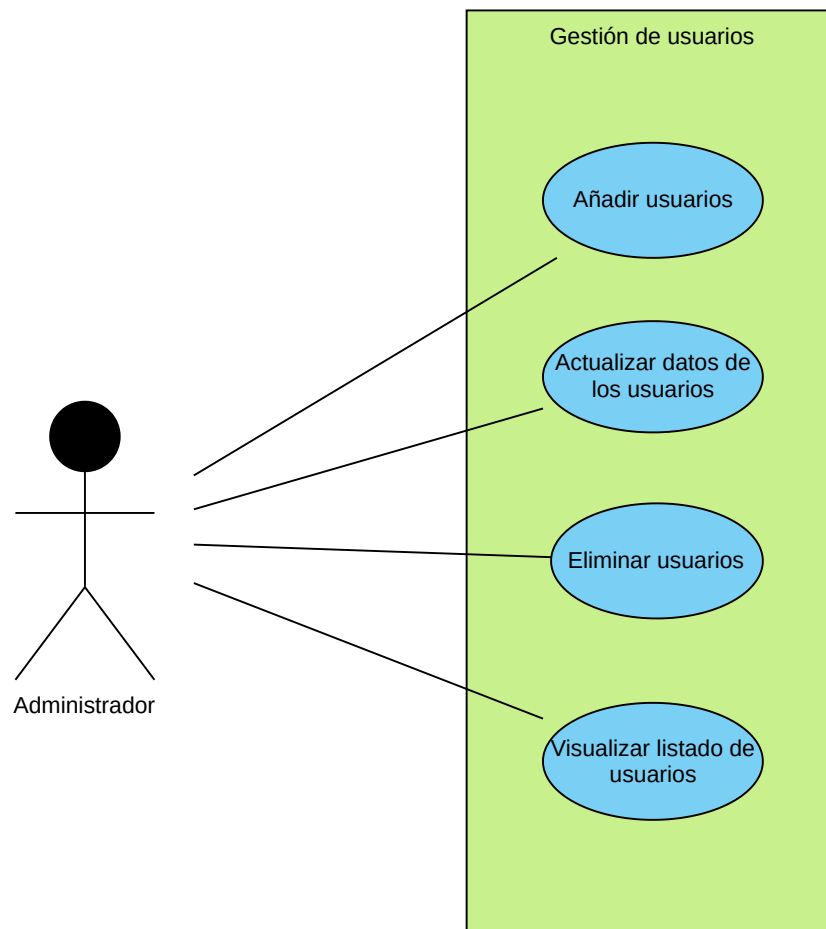 Gestión de usuarios
Añadir usuarios
Actualizar datos de
los usuarios
Eliminar usuarios
Administrador
Visualizar listado de
usuarios